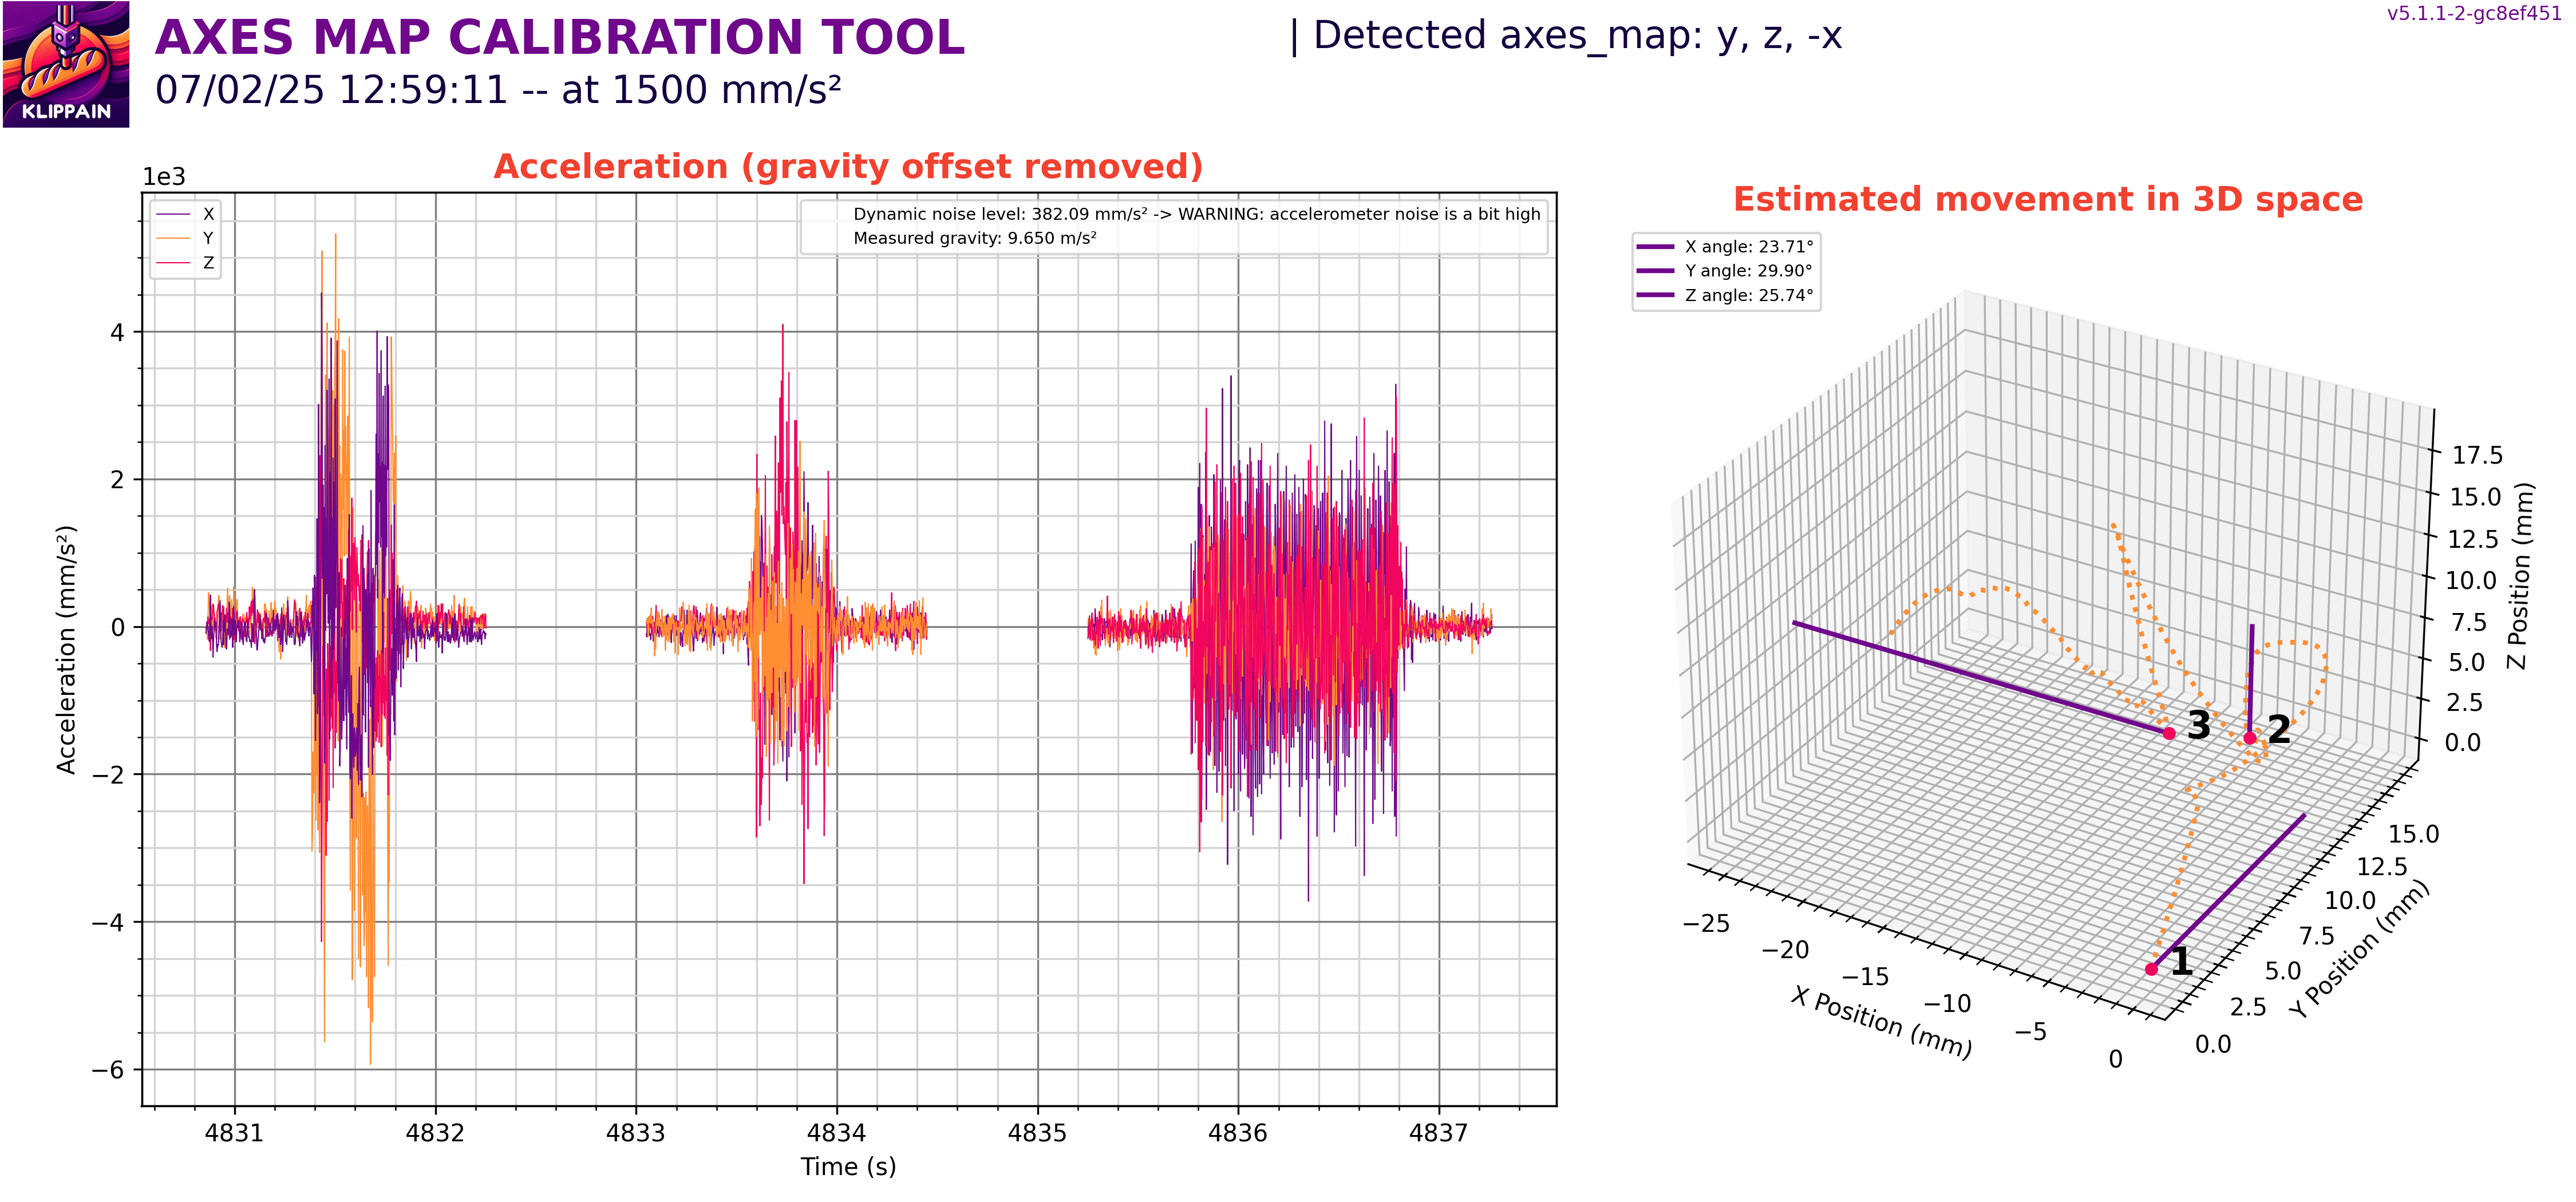 AXES MAP CALIBRATION TOOL
07/02/25 12:59:11 -- at 1500 mm/s²
| Detected axes_map: y, z, -x
v5.1.1-2-gc8ef451
KLIPPAIN
Acceleration (gravity offset removed)
1e3
X
Y
Z
Dynamic noise level: 382.09 mm/s² -> WARNING: accelerometer noise is a bit high
Measured gravity: 9.650 m/s²
Acceleration (mm/s²)
4
2
0
−2
−4
−6
4831
4832
4833
4834
4835
4836
4837
Time (s)
Estimated movement in 3D space
X angle: 23.71°
Y angle: 29.90°
Z angle: 25.74°
17.5
15.0
12.5
10.0
7.5
5.0
2.5
0.0
Z Position (mm)
3
2
1
15.0
12.5
10.0
7.5
5.0
2.5
0.0
Y Position (mm)
−25
−20
−15
−10
−5
0
X Position (mm)